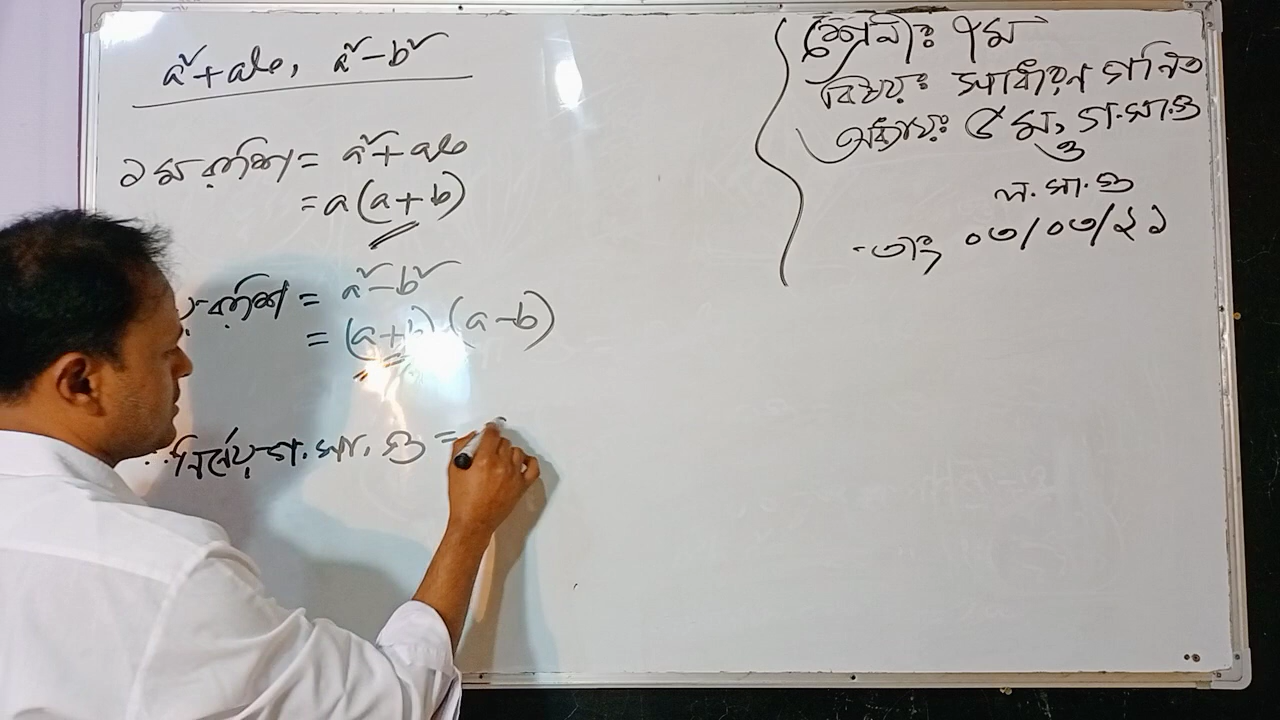 a²+ab, a²-b²
১ম রাশি = a²+ab
= a(a+b)
২য় রাশি = a²-b²
= (a+b)(a-b)
∴ নির্ণেয় গ.সা.গু =
শ্রেণী: ৭ম
বিষয়: সাধারণ গণিত
অধ্যায়: ৫ম, গ.সা.গু
ও
ল.সা.গু
তাং ০৩/০৩/২১